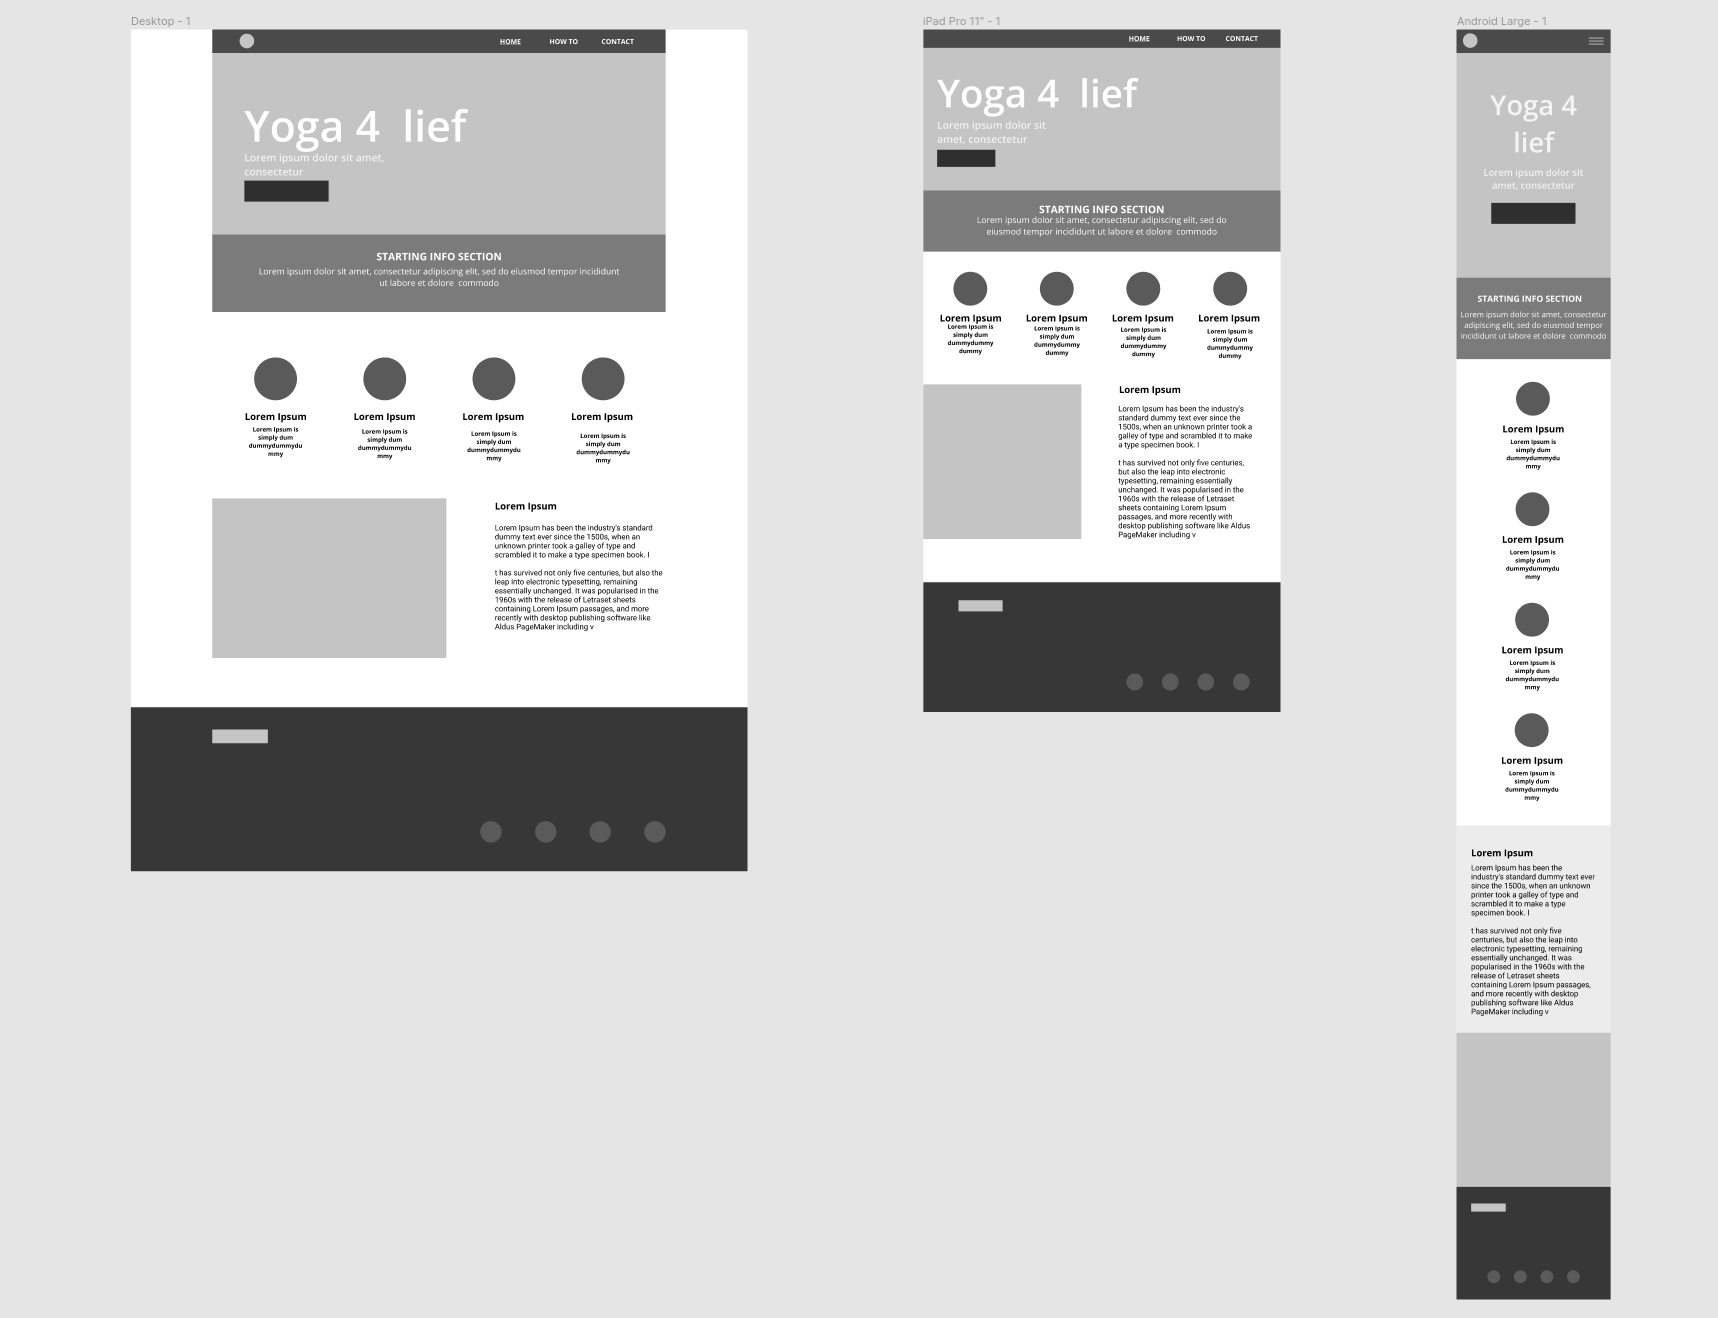 Desktop - 1
HOME HOW TO CONTACT
Yoga 4  lief
Lorem ipsum dolor sit amet,
consectetur
STARTING INFO SECTION
Lorem ipsum dolor sit amet, consectetur adipiscing elit, sed do eiusmod tempor incididunt
ut labore et dolore  commodo
Lorem Ipsum
Lorem Ipsum is
simply dum
dummydummydu
mmy
Lorem Ipsum
Lorem Ipsum is
simply dum
dummydummydu
mmy
Lorem Ipsum
Lorem Ipsum is
simply dum
dummydummydu
mmy
Lorem Ipsum
Lorem Ipsum is
simply dum
dummydummydu
mmy
Lorem Ipsum
Lorem Ipsum has been the industry's standard
dummy text ever since the 1500s, when an
unknown printer took a galley of type and
scrambled it to make a type specimen book. I
t has survived not only five centuries, but also the
leap into electronic typesetting, remaining
essentially unchanged. It was popularised in the
1960s with the release of Letraset sheets
containing Lorem Ipsum passages, and more
recently with desktop publishing software like
Aldus PageMaker including v
iPad Pro 11" - 1
HOME HOW TO CONTACT
Yoga 4  lief
Lorem ipsum dolor sit
amet, consectetur
STARTING INFO SECTION
Lorem ipsum dolor sit amet, consectetur adipiscing elit, sed do
eiusmod tempor incididunt ut labore et dolore  commodo
Lorem Ipsum
Lorem Ipsum is
simply dum
dummydummy
dummy
Lorem Ipsum
Lorem Ipsum is
simply dum
dummydummy
dummy
Lorem Ipsum
Lorem Ipsum is
simply dum
dummydummy
dummy
Lorem Ipsum
Lorem Ipsum is
simply dum
dummydummy
dummy
Lorem Ipsum
Lorem Ipsum has been the industry's
standard dummy text ever since the
1500s, when an unknown printer took a
galley of type and scrambled it to make
a type specimen book. I
t has survived not only five centuries,
but also the leap into electronic
typesetting, remaining essentially
unchanged. It was popularised in the
1960s with the release of Letraset
sheets containing Lorem Ipsum
passages, and more recently with
desktop publishing software like Aldus
PageMaker including v
Android Large - 1
Yoga 4
lief
Lorem ipsum dolor sit
amet, consectetur
STARTING INFO SECTION
Lorem ipsum dolor sit amet, consectetur
adipiscing elit, sed do eiusmod tempor
incididunt ut labore et dolore  commodo
Lorem Ipsum
Lorem Ipsum is
simply dum
dummydummydu
mmy
Lorem Ipsum
Lorem Ipsum is
simply dum
dummydummydu
mmy
Lorem Ipsum
Lorem Ipsum is
simply dum
dummydummydu
mmy
Lorem Ipsum
Lorem Ipsum is
simply dum
dummydummydu
mmy
Lorem Ipsum
Lorem Ipsum has been the
industry's standard dummy text ever
since the 1500s, when an unknown
printer took a galley of type and
scrambled it to make a type
specimen book. I
t has survived not only five
centuries, but also the leap into
electronic typesetting, remaining
essentially unchanged. It was
popularised in the 1960s with the
release of Letraset sheets
containing Lorem Ipsum passages,
and more recently with desktop
publishing software like Aldus
PageMaker including v